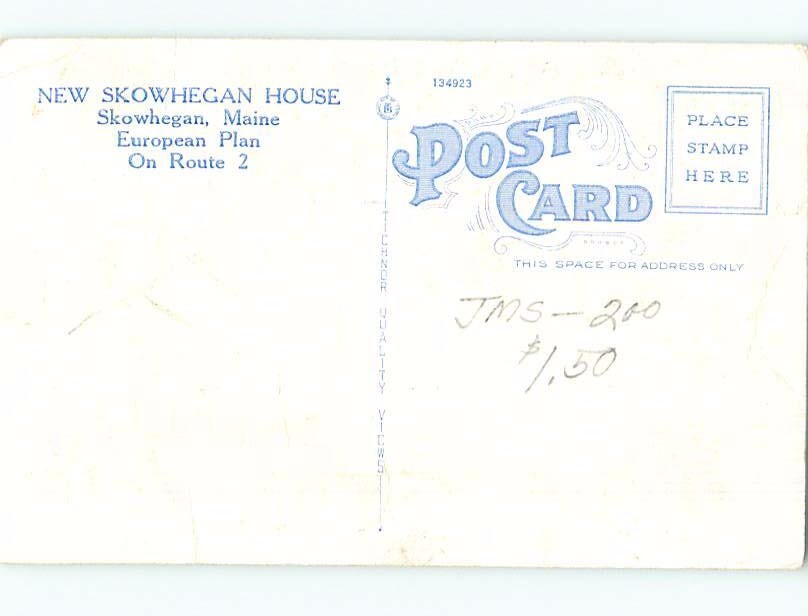 NEW SKOWHEGAN HOUSE
Skowhegan, Maine
European Plan
On Route 2
TICHNOR QUALITY VIEWS
134923
POST
CARD
PLACE
STAMP
HERE
THIS SPACE FOR ADDRESS ONLY
JMS — 200
$1.50